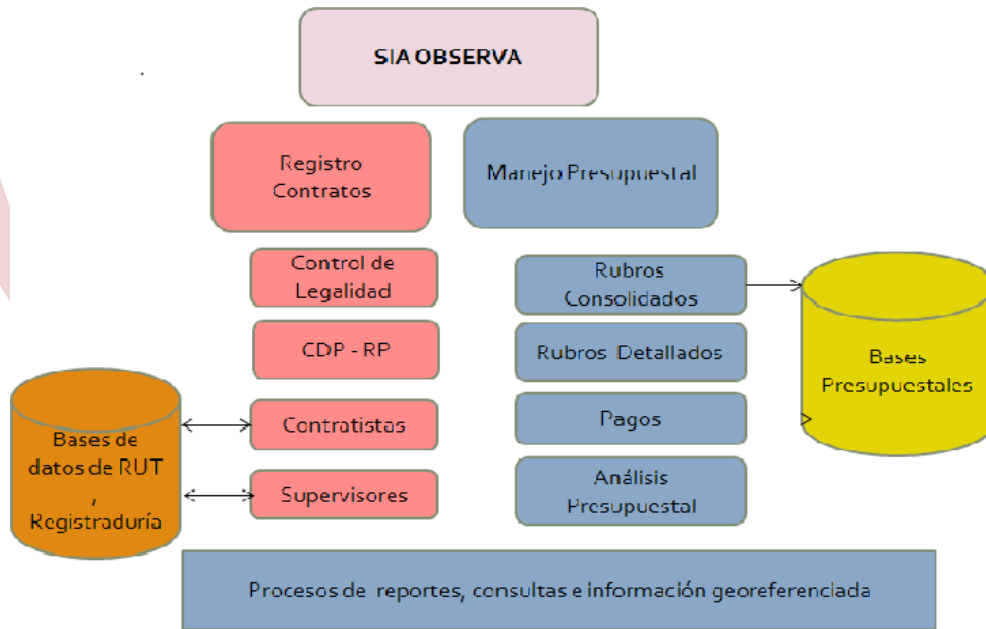 SIA OBSERVA
Registro
Contratos
Manejo Presupuestal
Control de
Legalidad
CDP - RP
Contratistas
Supervisores
Rubros
Consolidados
Rubros Detallados
Pagos
Análisis
Presupuestal
Bases de
datos de RUT
,
Registraduría
Bases
Presupuestales
Procesos de reportes, consultas e información georeferenciada